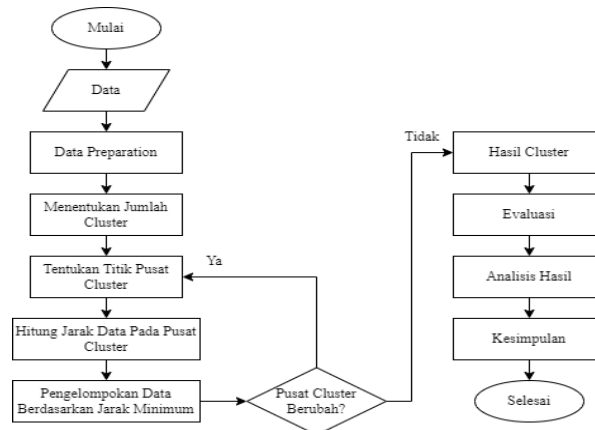 Mulai
Data
Data Preparation
Menentukan Jumlah
Cluster
Tentukan Titik Pusat
Cluster
Hitung Jarak Data Pada Pusat
Cluster
Pengelompokan Data
Berdasarkan Jarak Minimum
Pusat Cluster
Berubah?
Ya
Tidak
Hasil Cluster
Evaluasi
Analisis Hasil
Kesimpulan
Selesai